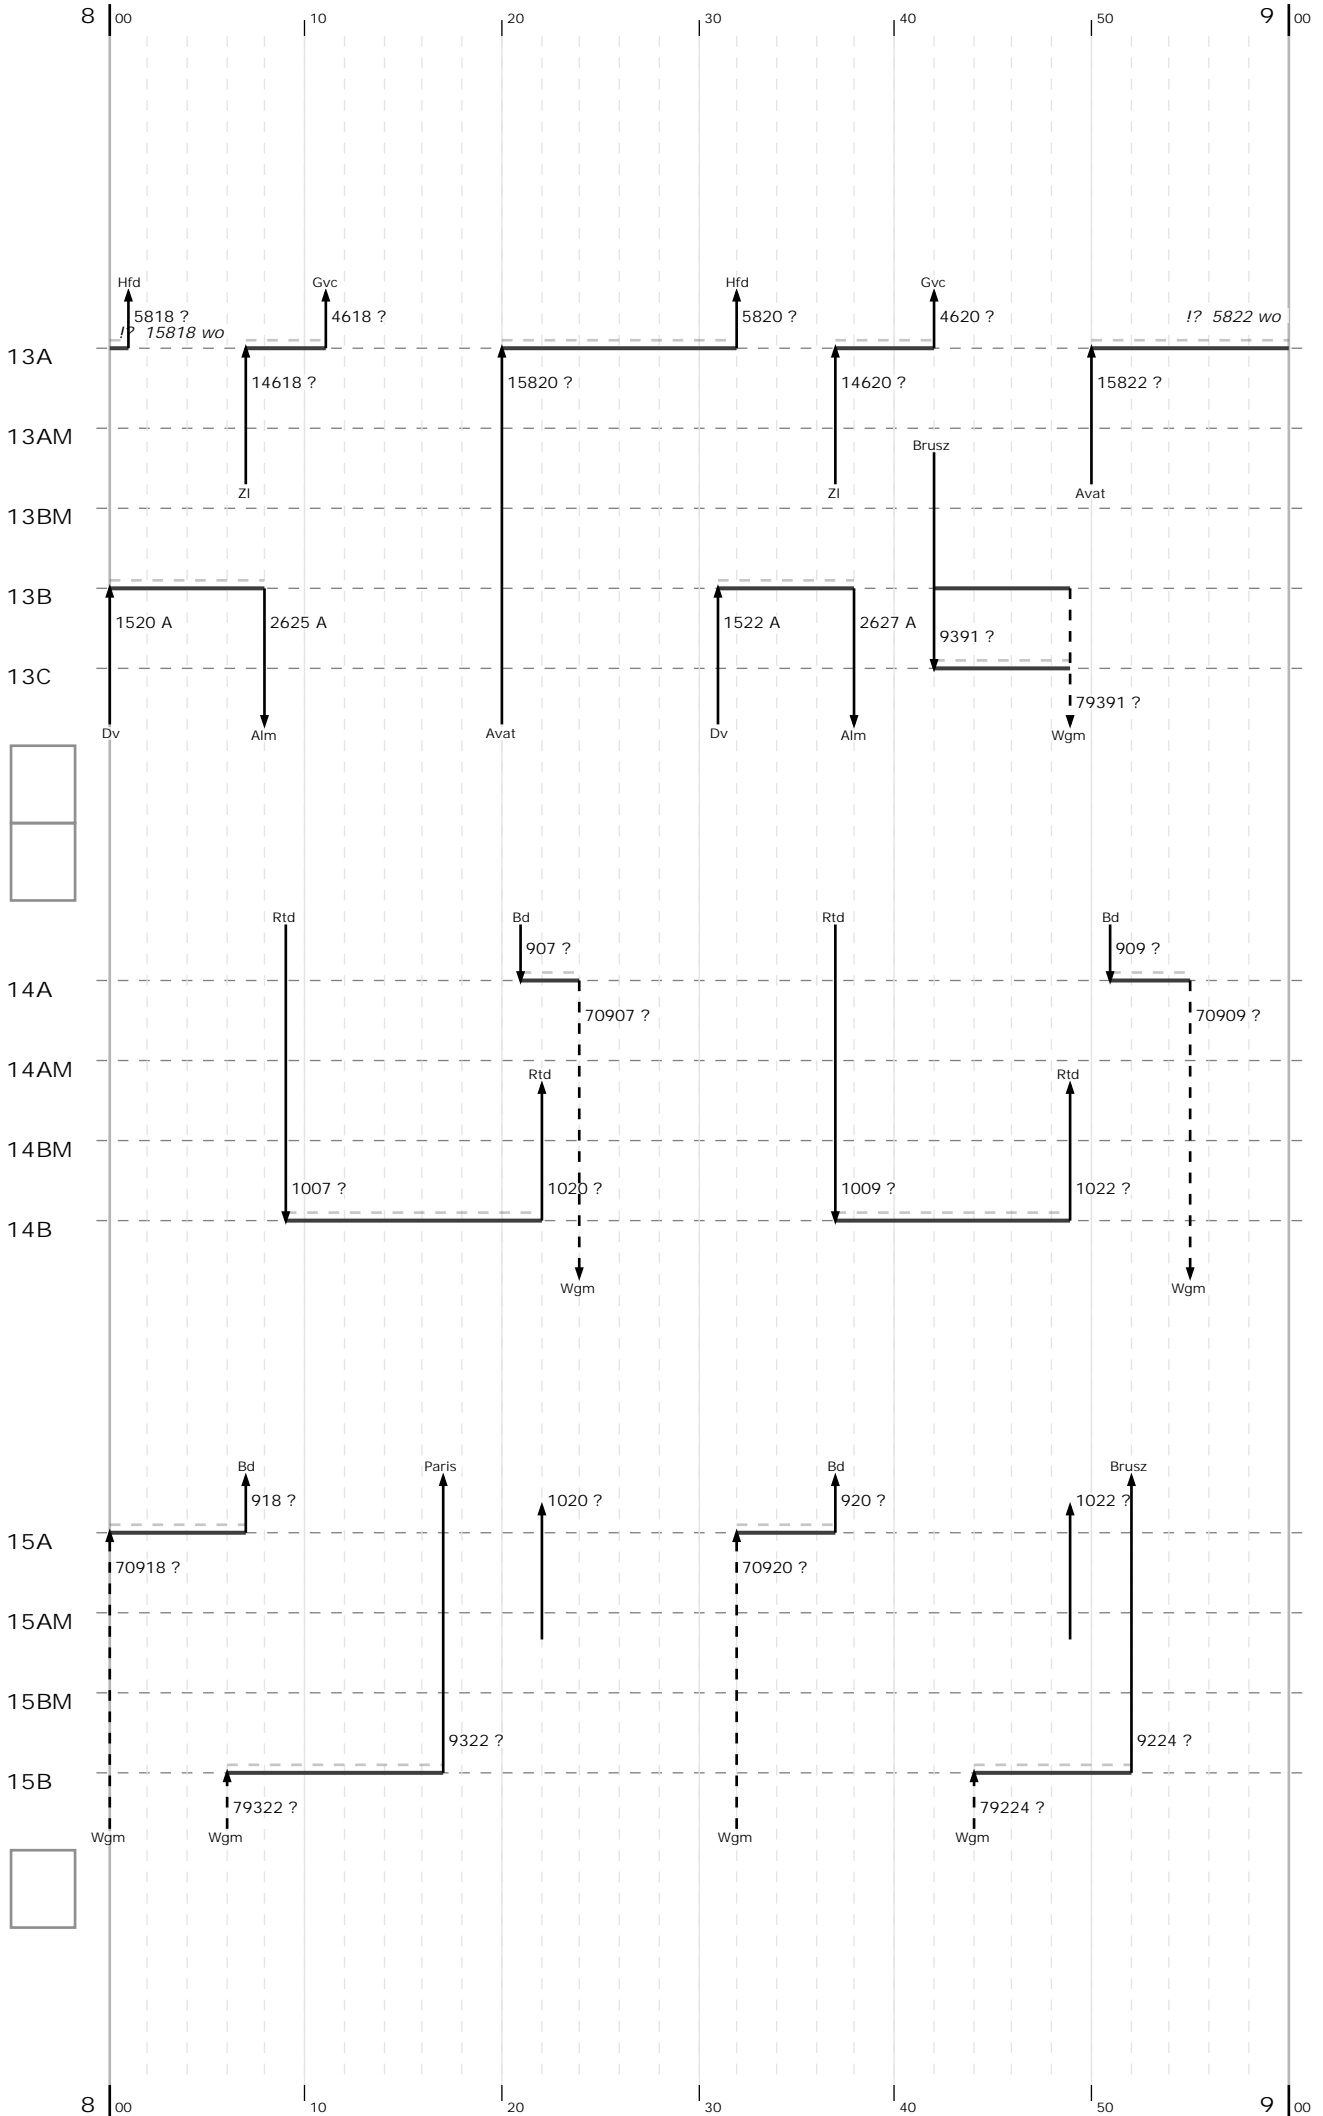 8 00 10 20 30 40 50 9 00
Hfd Gvc Hfd Gvc
5818 ? 4618 ? 5820 ? 4620 ? !? 5822 wo
!? 15818 wo
13A
14618 ? 15820 ? 14620 ? 15822 ?
13AM
Brusz
Zl Zl Avat
13BM
13B
1520 A 2625 A 1522 A 2627 A
9391 ?
13C
79391 ?
Dv Alm Avat Dv Alm Wgm
Rtd Bd Rtd Bd
907 ? 909 ?
14A
70907 ? 70909 ?
14AM
Rtd Rtd
14BM
1007 ? 1020 ? 1009 ? 1022 ?
14B
Wgm Wgm
Bd Paris Bd Brusz
918 ? 1020 ? 920 ? 1022 ?
15A
70918 ? 70920 ?
15AM
15BM
9322 ? 9224 ?
15B
79322 ? 79224 ?
Wgm Wgm Wgm Wgm
8 00 10 20 30 40 50 9 00